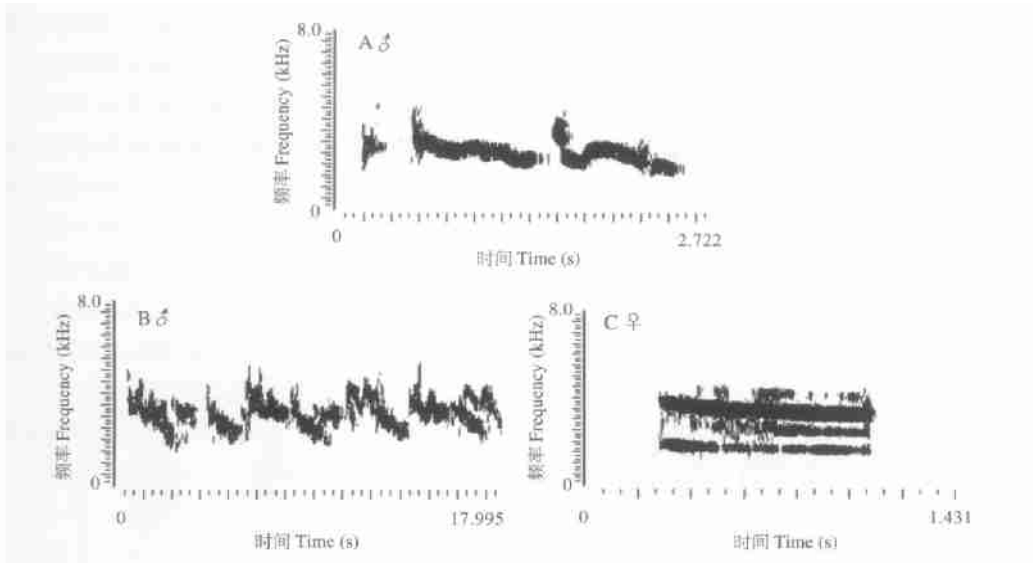 8.0
A ♂
频率 Frequency (kHz)
0
0
2.722
时间 Time (s)
8.0
B ♂
频率 Frequency (kHz)
0
0
17.995
时间 Time (s)
8.0
C ♀
频率 Frequency (kHz)
0
0
1.431
时间 Time (s)